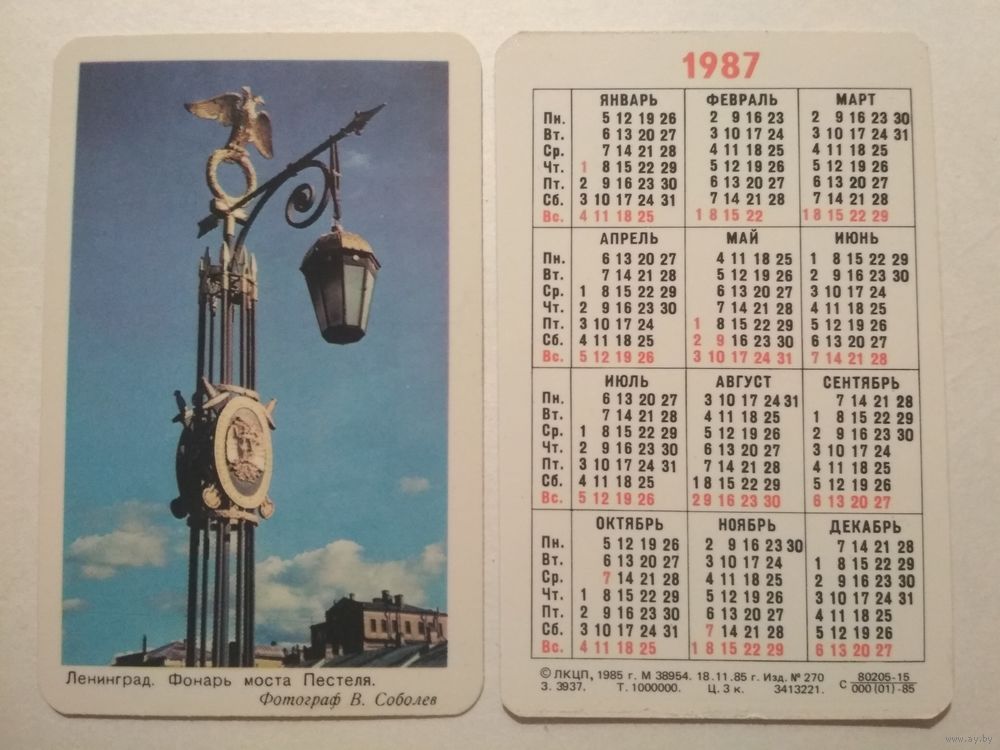 Ленинград. Фонарь моста Пестеля.
Фотограф В. Соболев
1987
ЯНВАРЬ ФЕВРАЛЬ МАРТ
Пн. 5 12 19 26 2 9 16 23 2 9 16 23 30
Вт. 6 13 20 27 3 10 17 24 3 10 17 24 31
Ср. 7 14 21 28 4 11 18 25 4 11 18 25
Чт. 1 8 15 22 29 5 12 19 26 5 12 19 26
Пт. 2 9 16 23 30 6 13 20 27 6 13 20 27
Сб. 3 10 17 24 31 7 14 21 28 7 14 21 28
Вс. 4 11 18 25 1 8 15 22 1 8 15 22 29
АПРЕЛЬ МАЙ ИЮНЬ
Пн. 6 13 20 27 4 11 18 25 1 8 15 22 29
Вт. 7 14 21 28 5 12 19 26 2 9 16 23 30
Ср. 1 8 15 22 29 6 13 20 27 3 10 17 24
Чт. 2 9 16 23 30 7 14 21 28 4 11 18 25
Пт. 3 10 17 24 1 8 15 22 29 5 12 19 26
Сб. 4 11 18 25 2 9 16 23 30 6 13 20 27
Вс. 5 12 19 26 3 10 17 24 31 7 14 21 28
ИЮЛЬ АВГУСТ СЕНТЯБРЬ
Пн. 6 13 20 27 3 10 17 24 31 7 14 21 28
Вт. 7 14 21 28 4 11 18 25 1 8 15 22 29
Ср. 1 8 15 22 29 5 12 19 26 2 9 16 23 30
Чт. 2 9 16 23 30 6 13 20 27 3 10 17 24
Пт. 3 10 17 24 31 7 14 21 28 4 11 18 25
Сб. 4 11 18 25 1 8 15 22 29 5 12 19 26
Вс. 5 12 19 26 2 9 16 23 30 6 13 20 27
ОКТЯБРЬ НОЯБРЬ ДЕКАБРЬ
Пн. 5 12 19 26 2 9 16 23 30 7 14 21 28
Вт. 6 13 20 27 3 10 17 24 1 8 15 22 29
Ср. 7 14 21 28 4 11 18 25 2 9 16 23 30
Чт. 1 8 15 22 29 5 12 19 26 3 10 17 24 31
Пт. 2 9 16 23 30 6 13 20 27 4 11 18 25
Сб. 3 10 17 24 31 7 14 21 28 5 12 19 26
Вс. 4 11 18 25 1 8 15 22 29 6 13 20 27
© ЛКЦП, 1985 г. М 38954. 18.11.85 г. Изд. № 270 С 80205-15
З. 3937. Т. 1000000. Ц. 3 к. 3413221. 000(01)-85
www.ay.by